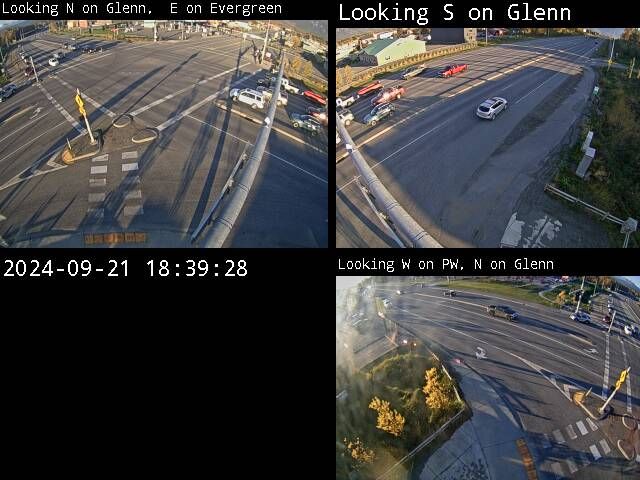 Looking N on Glenn,  E on Evergreen
Looking S on Glenn
2024-09-21 18:39:28
Looking W on PW, N on Glenn